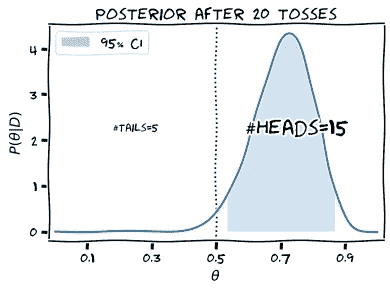 POSTERIOR AFTER 20 TOSSES
95% CI
4
3
2
1
0
P(θ|D)
#TAILS=5
#HEADS=15
0.1 0.3 0.5 0.7 0.9
θ